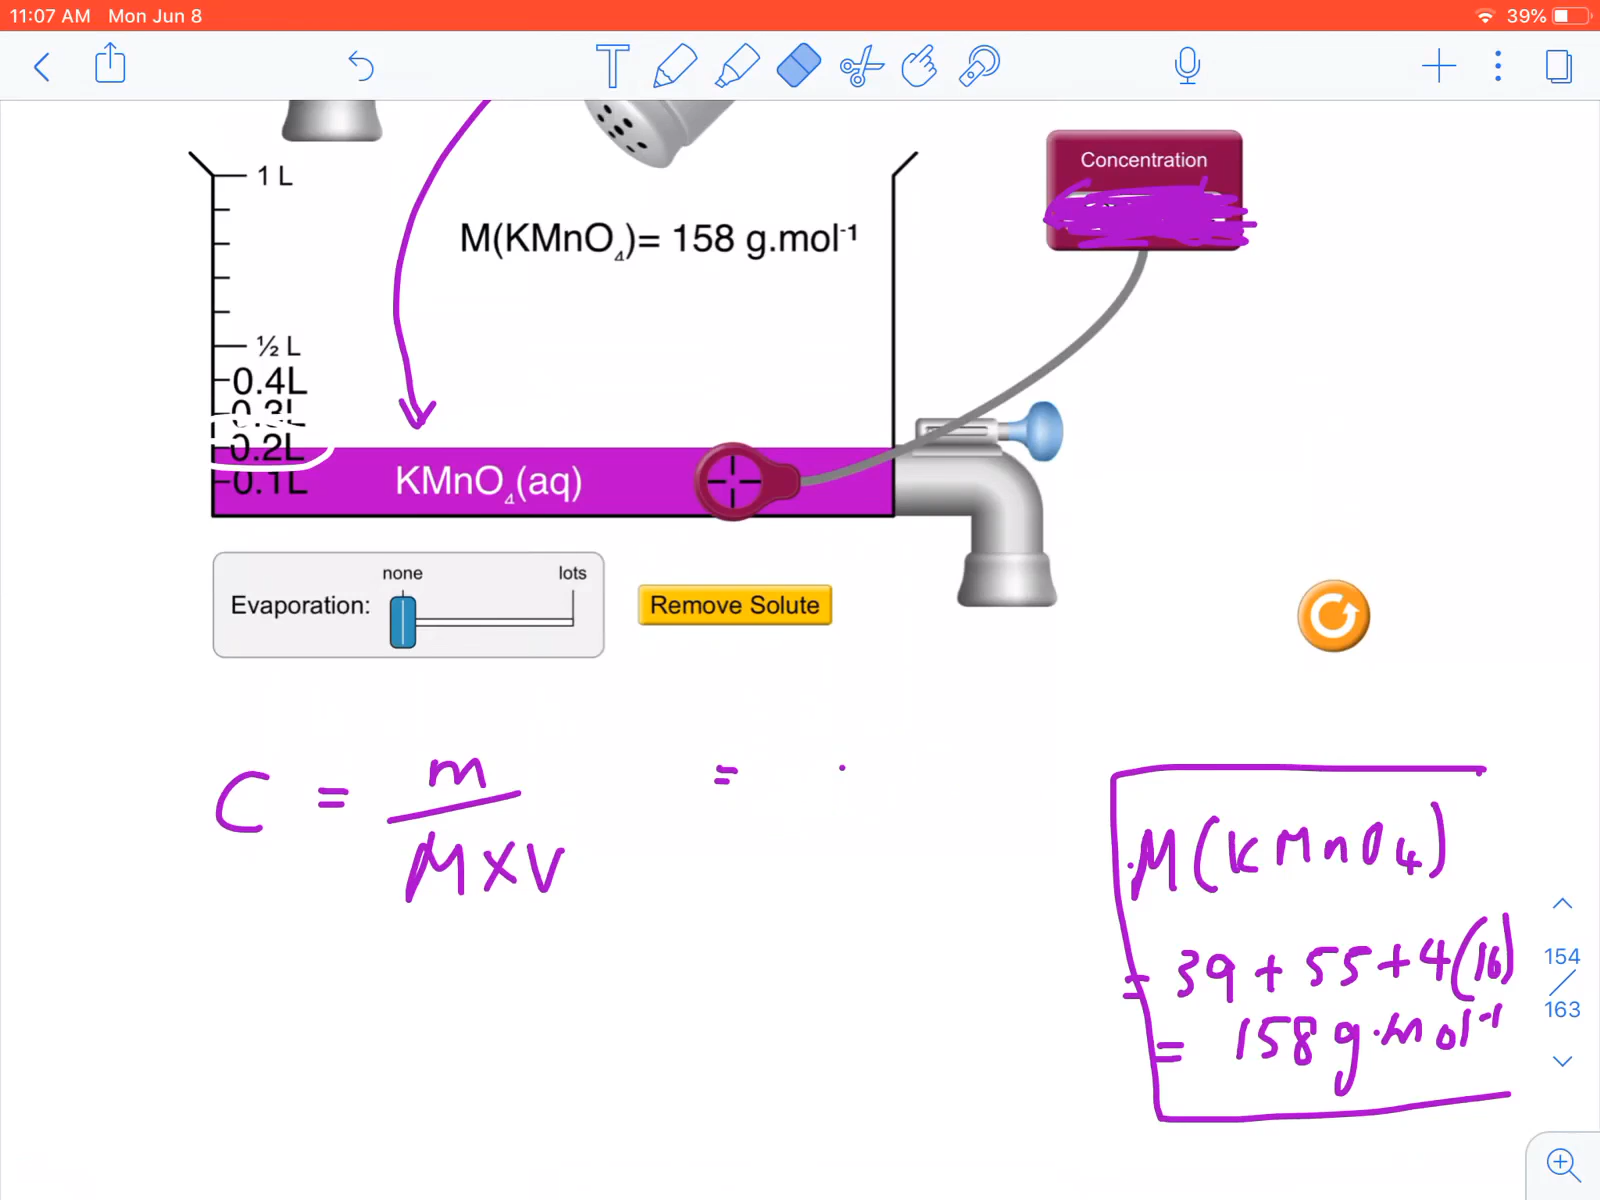 11:07 AM Mon Jun 8
39%
T
Concentration
1 L
M(KMnO₄)= 158 g.mol⁻¹
½ L
0.4L
0.3L
0.2L
0.1L
KMnO₄(aq)
none
lots
Evaporation:
Remove Solute
C = m / M×V =
M(KMnO₄)
= 39 + 55 + 4(16)
= 158 g.mol⁻¹
154
163